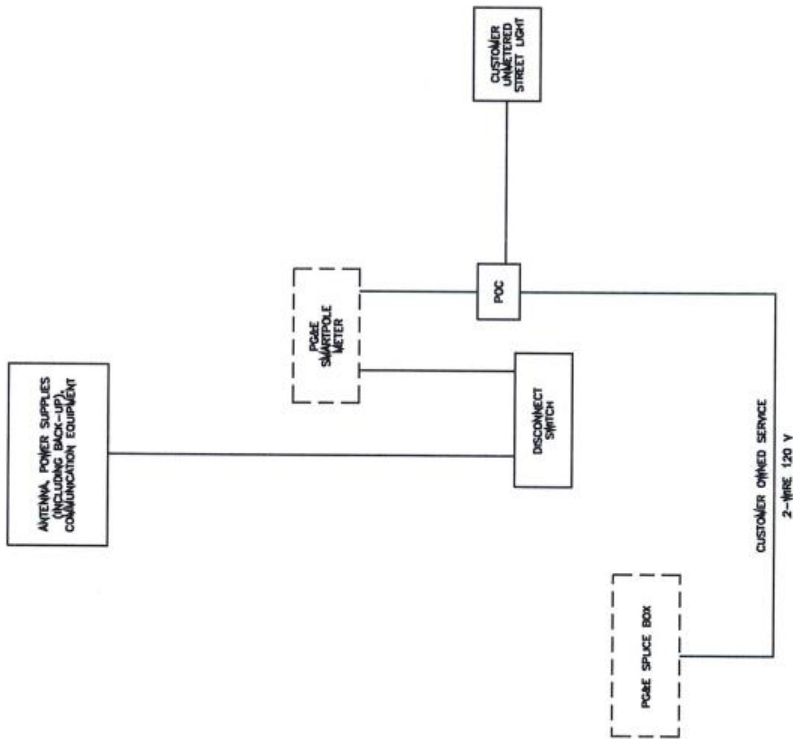 ANTENNA, POWER SUPPLIES
(INCLUDING BACK-UP),
COMMUNICATION EQUIPMENT
PG&E
SMARTPOLE
METER
CUSTOMER
UNMETERED
STREET LIGHT
POC
DISCONNECT
SWITCH
PG&E SPLICE BOX
CUSTOMER OWNED SERVICE
2-WIRE 120 V